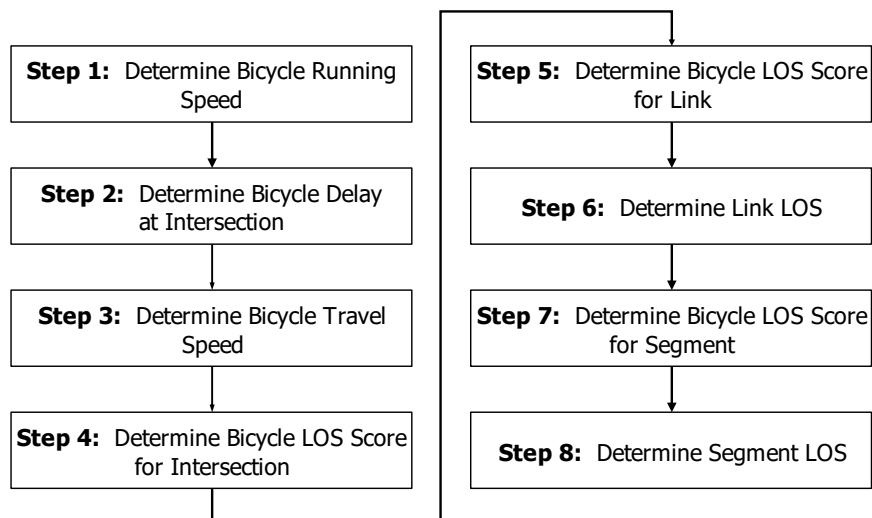 Step 1: Determine Bicycle Running
Speed
Step 2: Determine Bicycle Delay
at Intersection
Step 3: Determine Bicycle Travel
Speed
Step 4: Determine Bicycle LOS Score
for Intersection
Step 5: Determine Bicycle LOS Score
for Link
Step 6: Determine Link LOS
Step 7: Determine Bicycle LOS Score
for Segment
Step 8: Determine Segment LOS